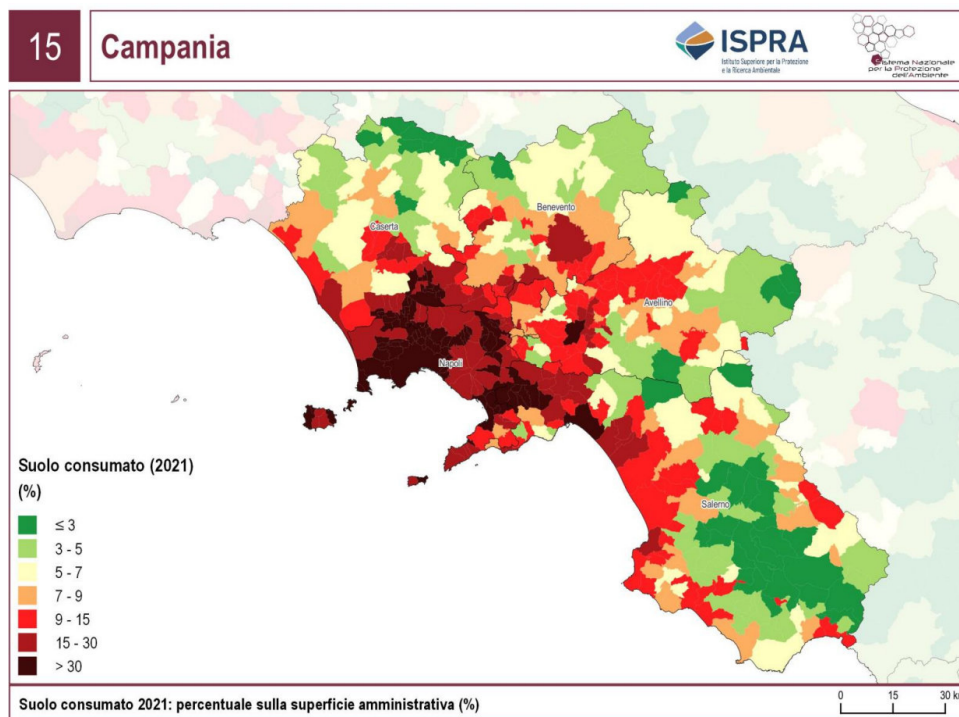 15
Campania
ISPRA
Istituto Superiore per la Protezione
e la Ricerca Ambientale
Sistema Nazionale
per la Protezione
dell'Ambiente
Benevento
Caserta
Avellino
Napoli
Salerno
Suolo consumato (2021)
(%)
≤ 3
3 - 5
5 - 7
7 - 9
9 - 15
15 - 30
> 30
Suolo consumato 2021: percentuale sulla superficie amministrativa (%)
0 15 30 k